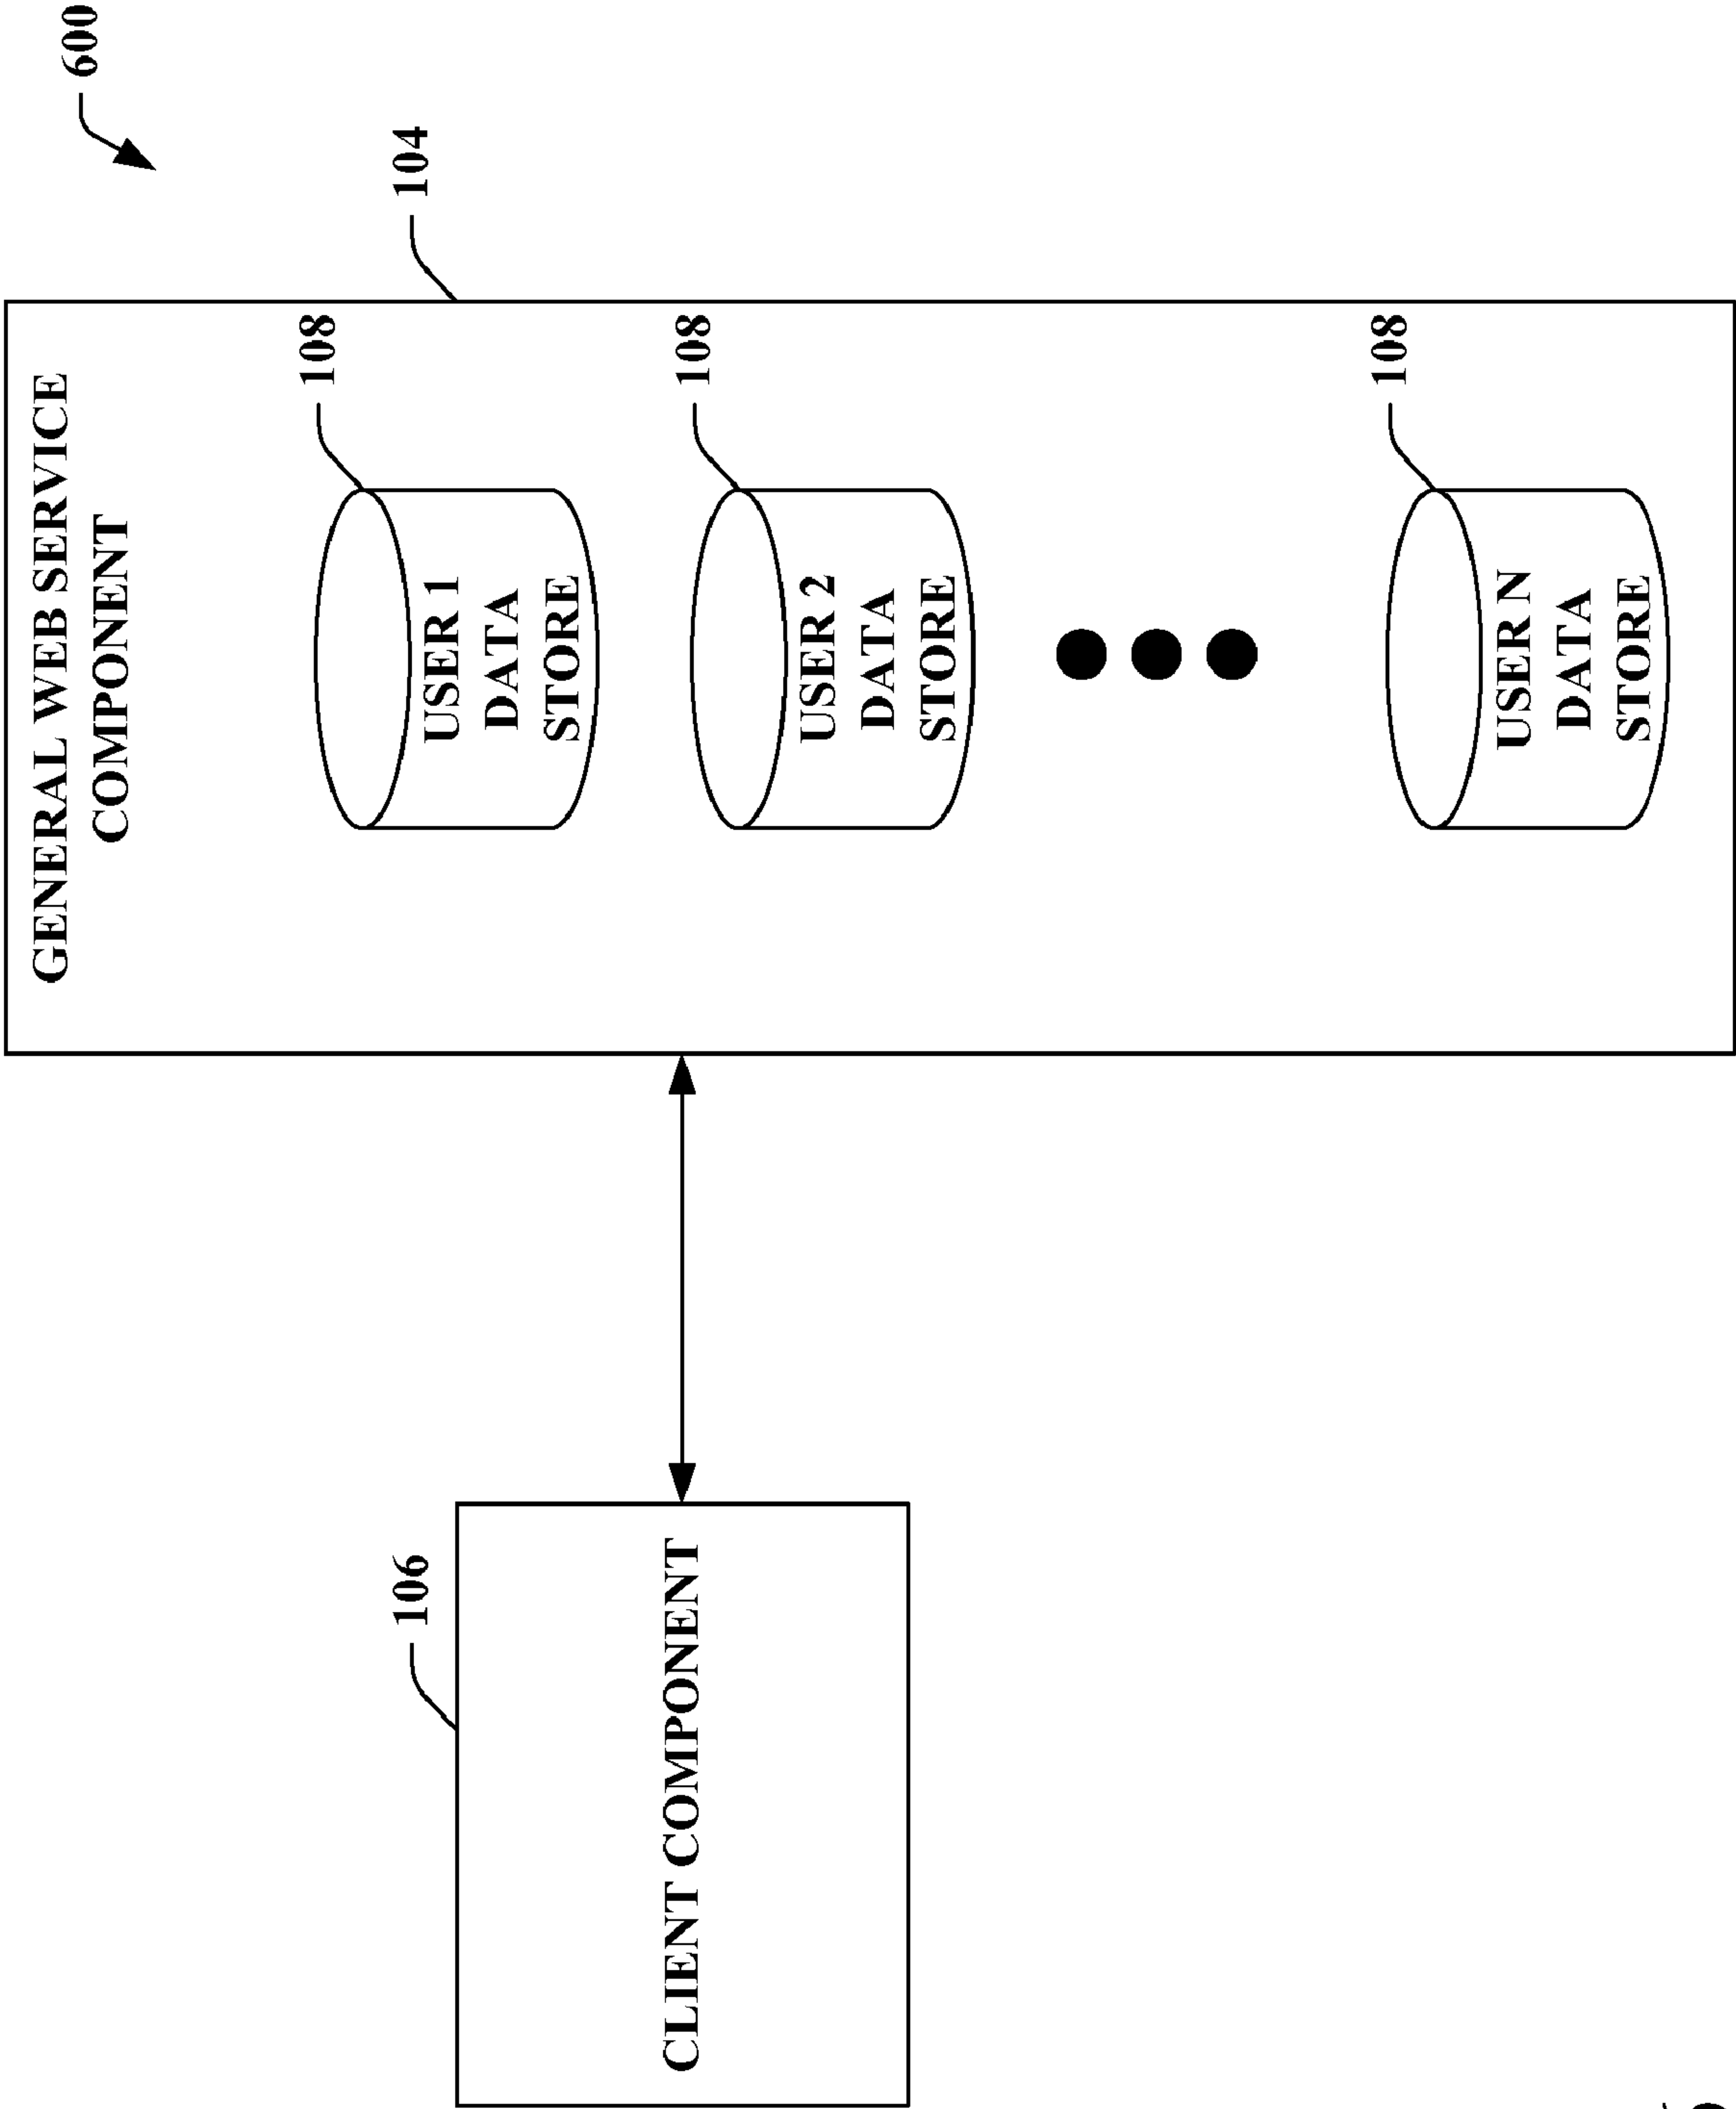 600
104
GENERAL WEB SERVICE
COMPONENT
108
USER 1
DATA
STORE
108
USER 2
DATA
STORE
108
USER N
DATA
STORE
106
CLIENT COMPONENT